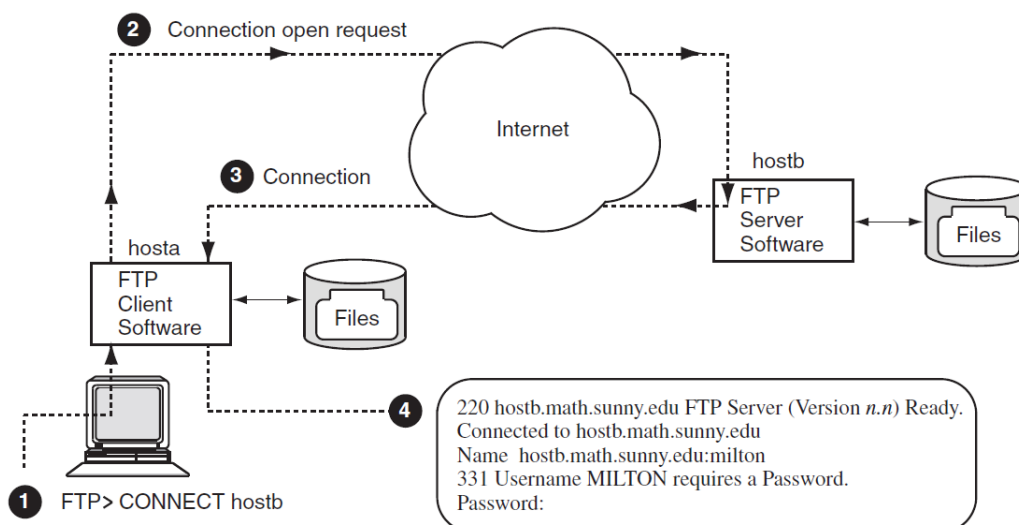 2 Connection open request
Internet
hostb
3 Connection
FTP
Server
Software
Files
hosta
FTP
Client
Software
Files
4
220 hostb.math.sunny.edu FTP Server (Version n.n) Ready.
Connected to hostb.math.sunny.edu
Name hostb.math.sunny.edu:milton
331 Username MILTON requires a Password.
Password:
1 FTP> CONNECT hostb